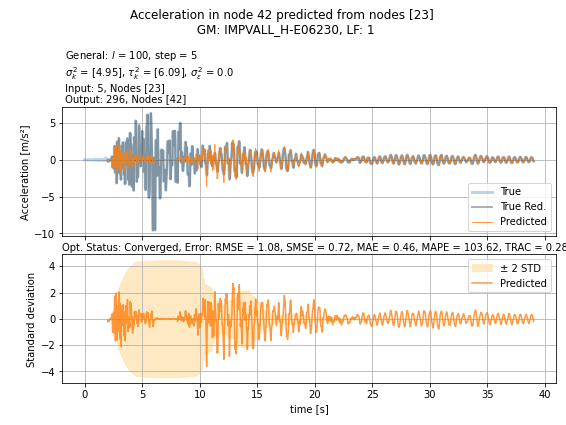 Acceleration in node 42 predicted from nodes [23]
GM: IMPVALL_H-E06230, LF: 1
General: l = 100, step = 5
σ²ₖ = [4.95], τ²ₖ = [6.09], σ²ε = 0.0
Input: 5, Nodes [23]
Output: 296, Nodes [42]
Acceleration [m/s²]
5
0
−5
−10
True
True Red.
Predicted
Opt. Status: Converged, Error: RMSE = 1.08, SMSE = 0.72, MAE = 0.46, MAPE = 103.62, TRAC = 0.28
Standard deviation
4
2
0
−2
−4
± 2 STD
Predicted
0 5 10 15 20 25 30 35 40
time [s]